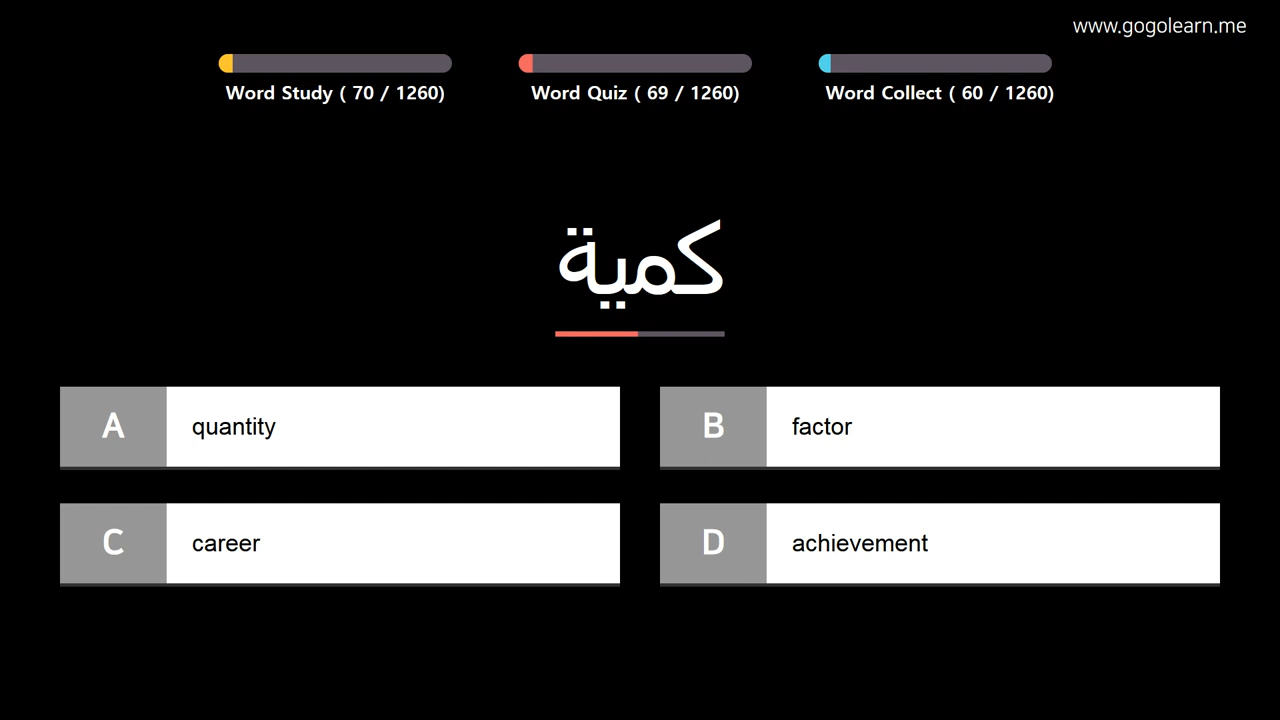 www.gogolearn.me
Word Study ( 70 / 1260)
Word Quiz ( 69 / 1260)
Word Collect ( 60 / 1260)
كمية
A quantity
B factor
C career
D achievement